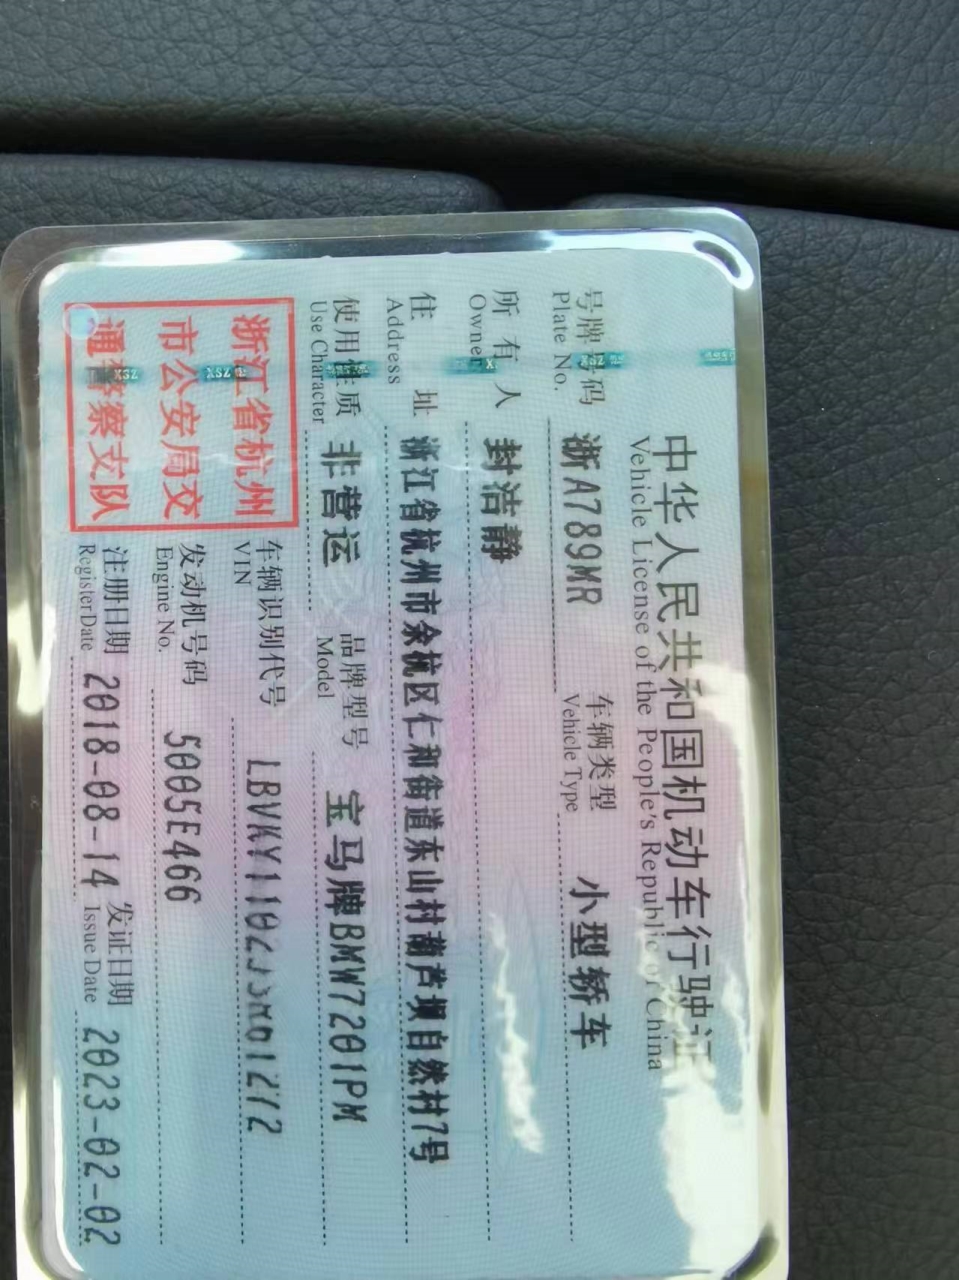 中华人民共和国机动车行驶证
Vehicle License of the People's Republic of China
号牌号码 浙A789MR 车辆类型 小型轿车
Plate No. Vehicle Type
所有人 封洁静
Owner
住址 浙江省杭州市余杭区仁和街道东山村葫芦坝自然村7号
Address
使用性质 非营运 品牌型号 宝马牌BMW7201PM
Use Character Model
浙江省杭州
市公安局交
通警察支队
车辆识别代号
VIN
发动机号码 5005E466
Engine No.
注册日期 2018-08-14 发证日期 2023-02-02
Register Date Issue Date